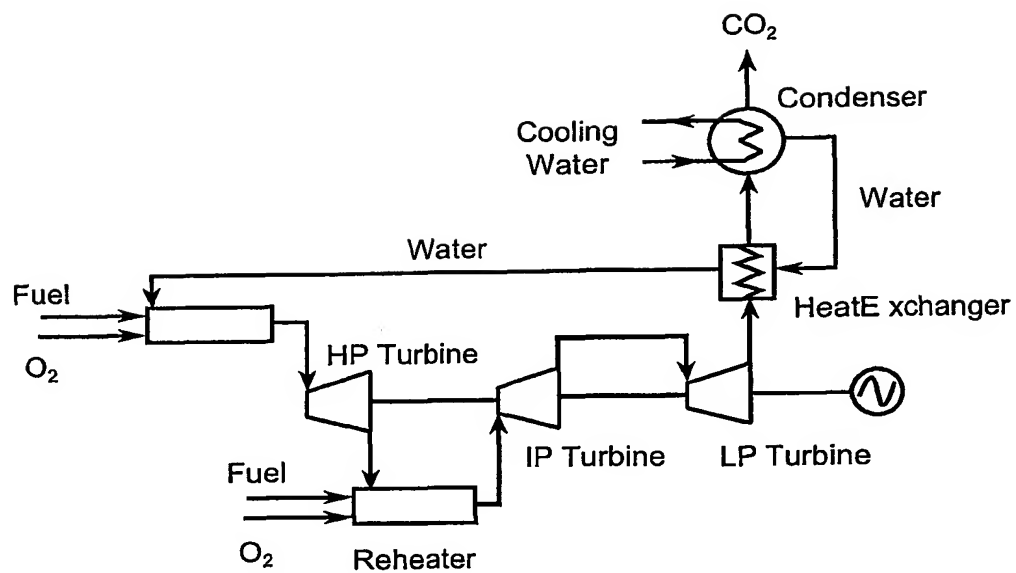 CO₂
Condenser
Cooling
Water
Water
Water
Fuel
HeatE xchanger
O₂
HP Turbine
IP Turbine
LP Turbine
Fuel
O₂
Reheater